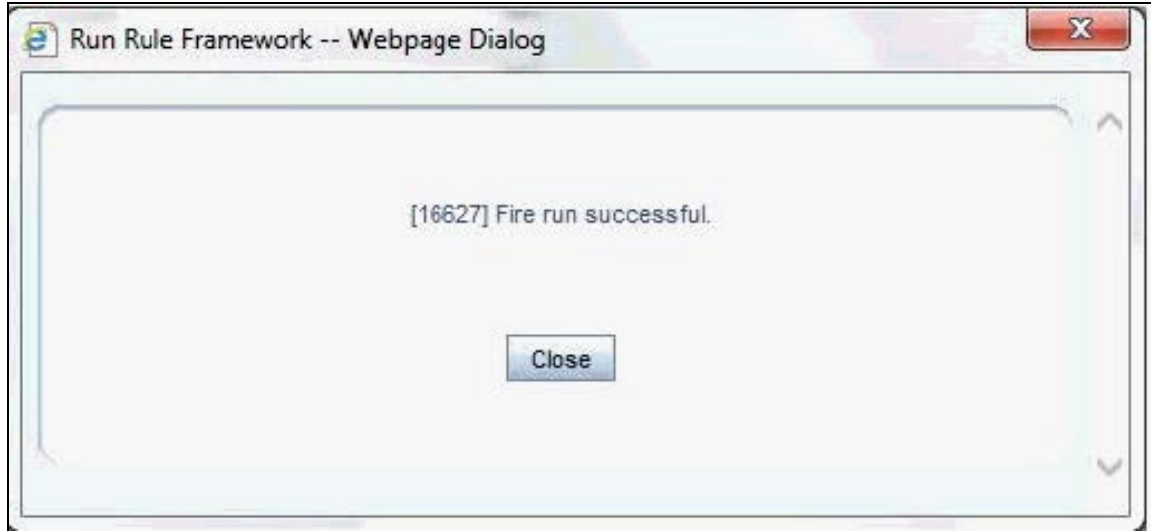 Run Rule Framework -- Webpage Dialog
[16627] Fire run successful.
Close